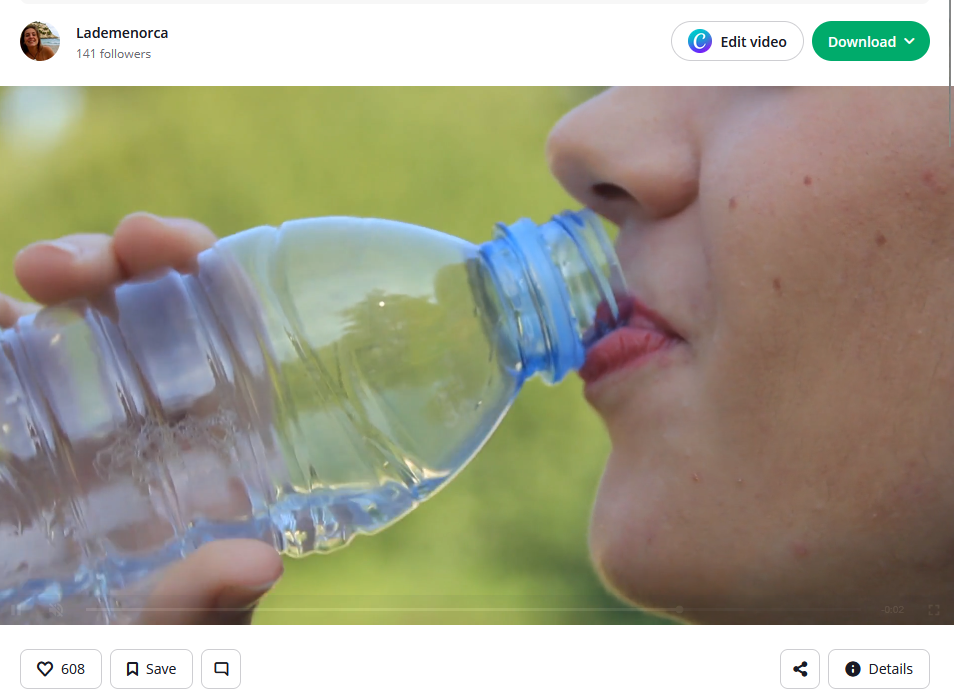 Lademenorca
141 followers
Edit video
Download
-0:02
608
Save
Details